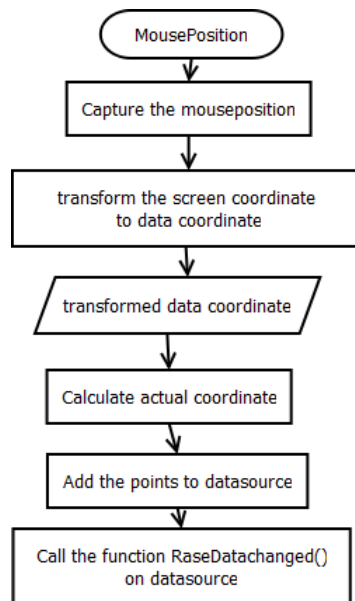 MousePosition
Capture the mouseposition
transform the screen coordinate
to data coordinate
transformed data coordinate
Calculate actual coordinate
Add the points to datasource
Call the function RaseDatachanged()
on datasource